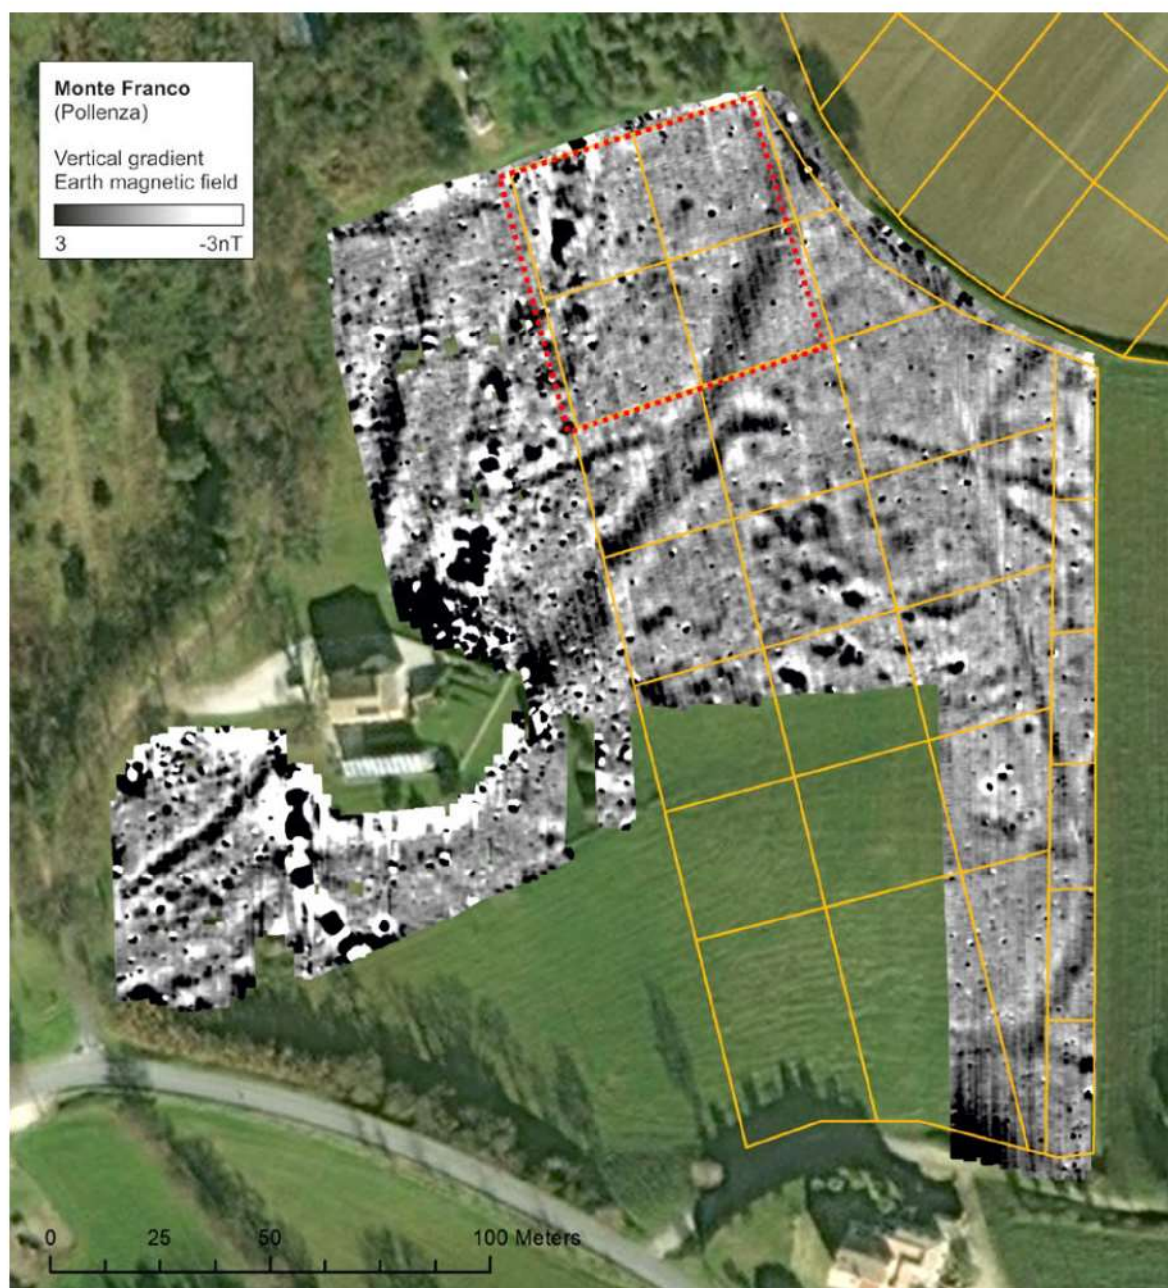 Monte Franco
(Pollenza)
Vertical gradient
Earth magnetic field
3 -3nT
0 25 50 100 Meters